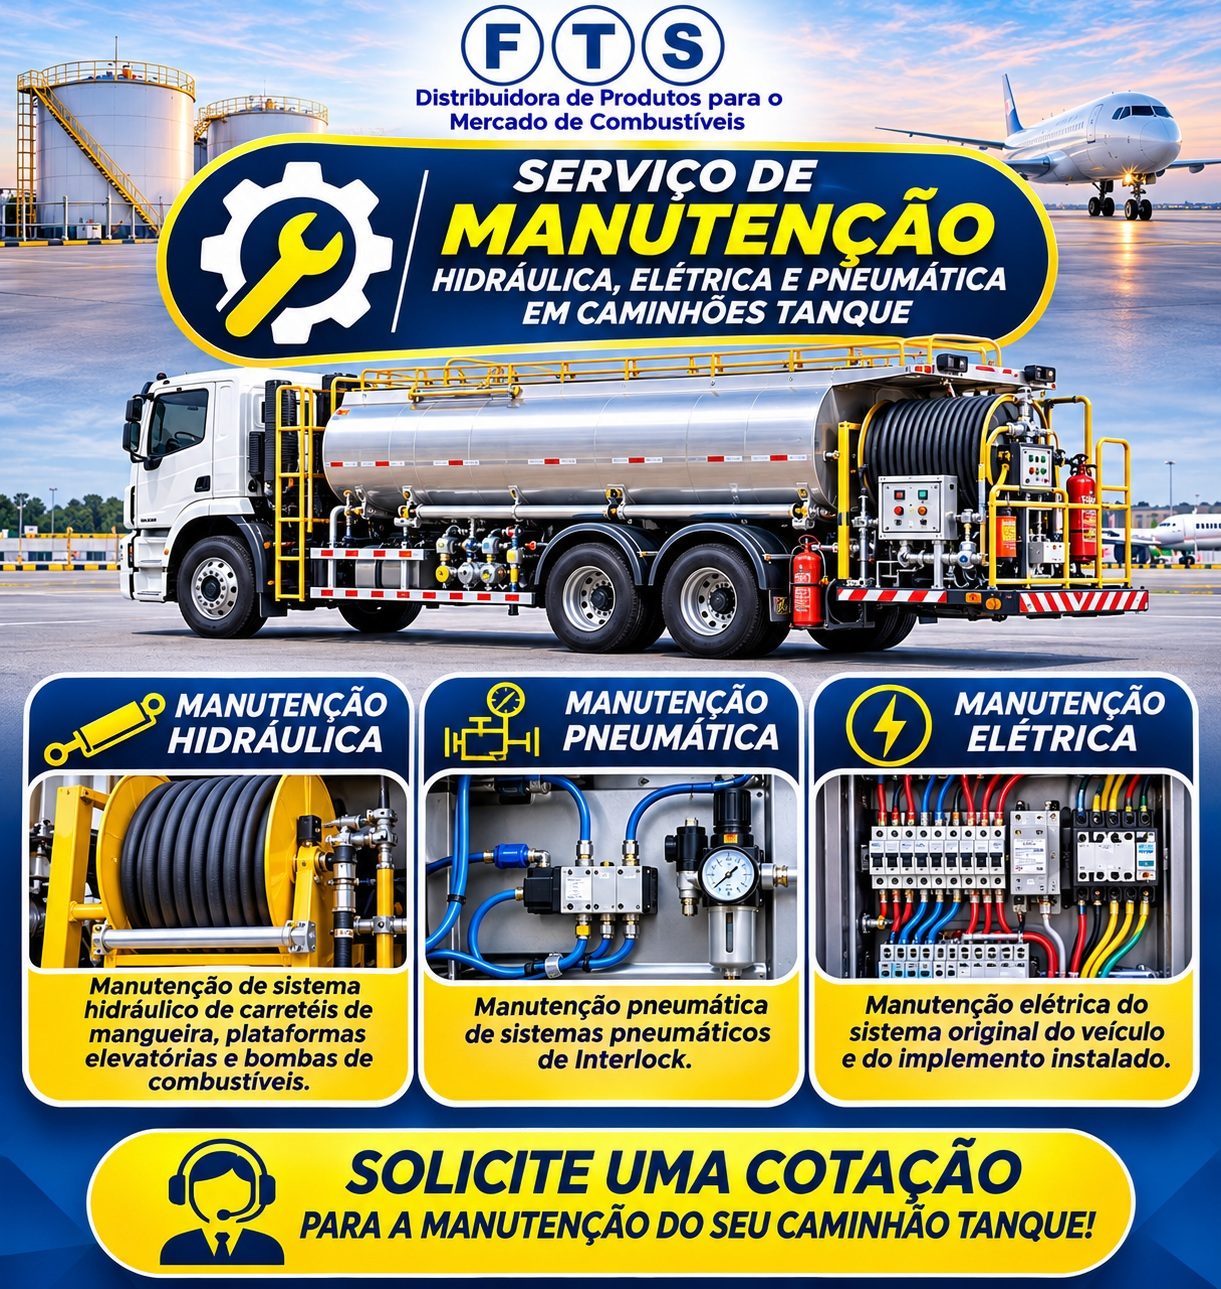 F T S
Distribuidora de Produtos para o
Mercado de Combustíveis
SERVIÇO DE
MANUTENÇÃO
HIDRÁULICA, ELÉTRICA E PNEUMÁTICA
EM CAMINHÕES TANQUE
MANUTENÇÃO
HIDRÁULICA
Manutenção de sistema
hidráulico de carretéis de
mangueira, plataformas
elevatórias e bombas de
combustíveis.
MANUTENÇÃO
PNEUMÁTICA
Manutenção pneumática
de sistemas pneumáticos
de Interlock.
MANUTENÇÃO
ELÉTRICA
Manutenção elétrica do
sistema original do veículo
e do implemento instalado.
SOLICITE UMA COTAÇÃO
PARA A MANUTENÇÃO DO SEU CAMINHÃO TANQUE!